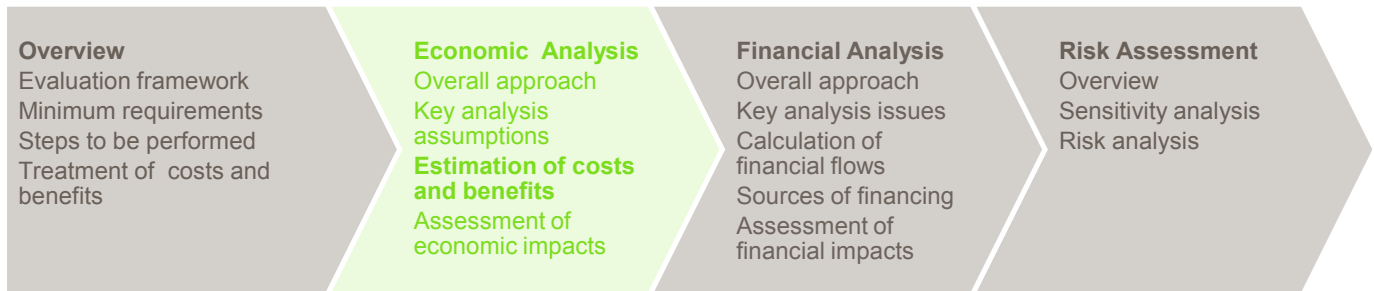 Overview
Evaluation framework
Minimum requirements
Steps to be performed
Treatment of costs and
benefits
Economic Analysis
Overall approach
Key analysis
assumptions
Estimation of costs
and benefits
Assessment of
economic impacts
Financial Analysis
Overall approach
Key analysis issues
Calculation of
financial flows
Sources of financing
Assessment of
financial impacts
Risk Assessment
Overview
Sensitivity analysis
Risk analysis